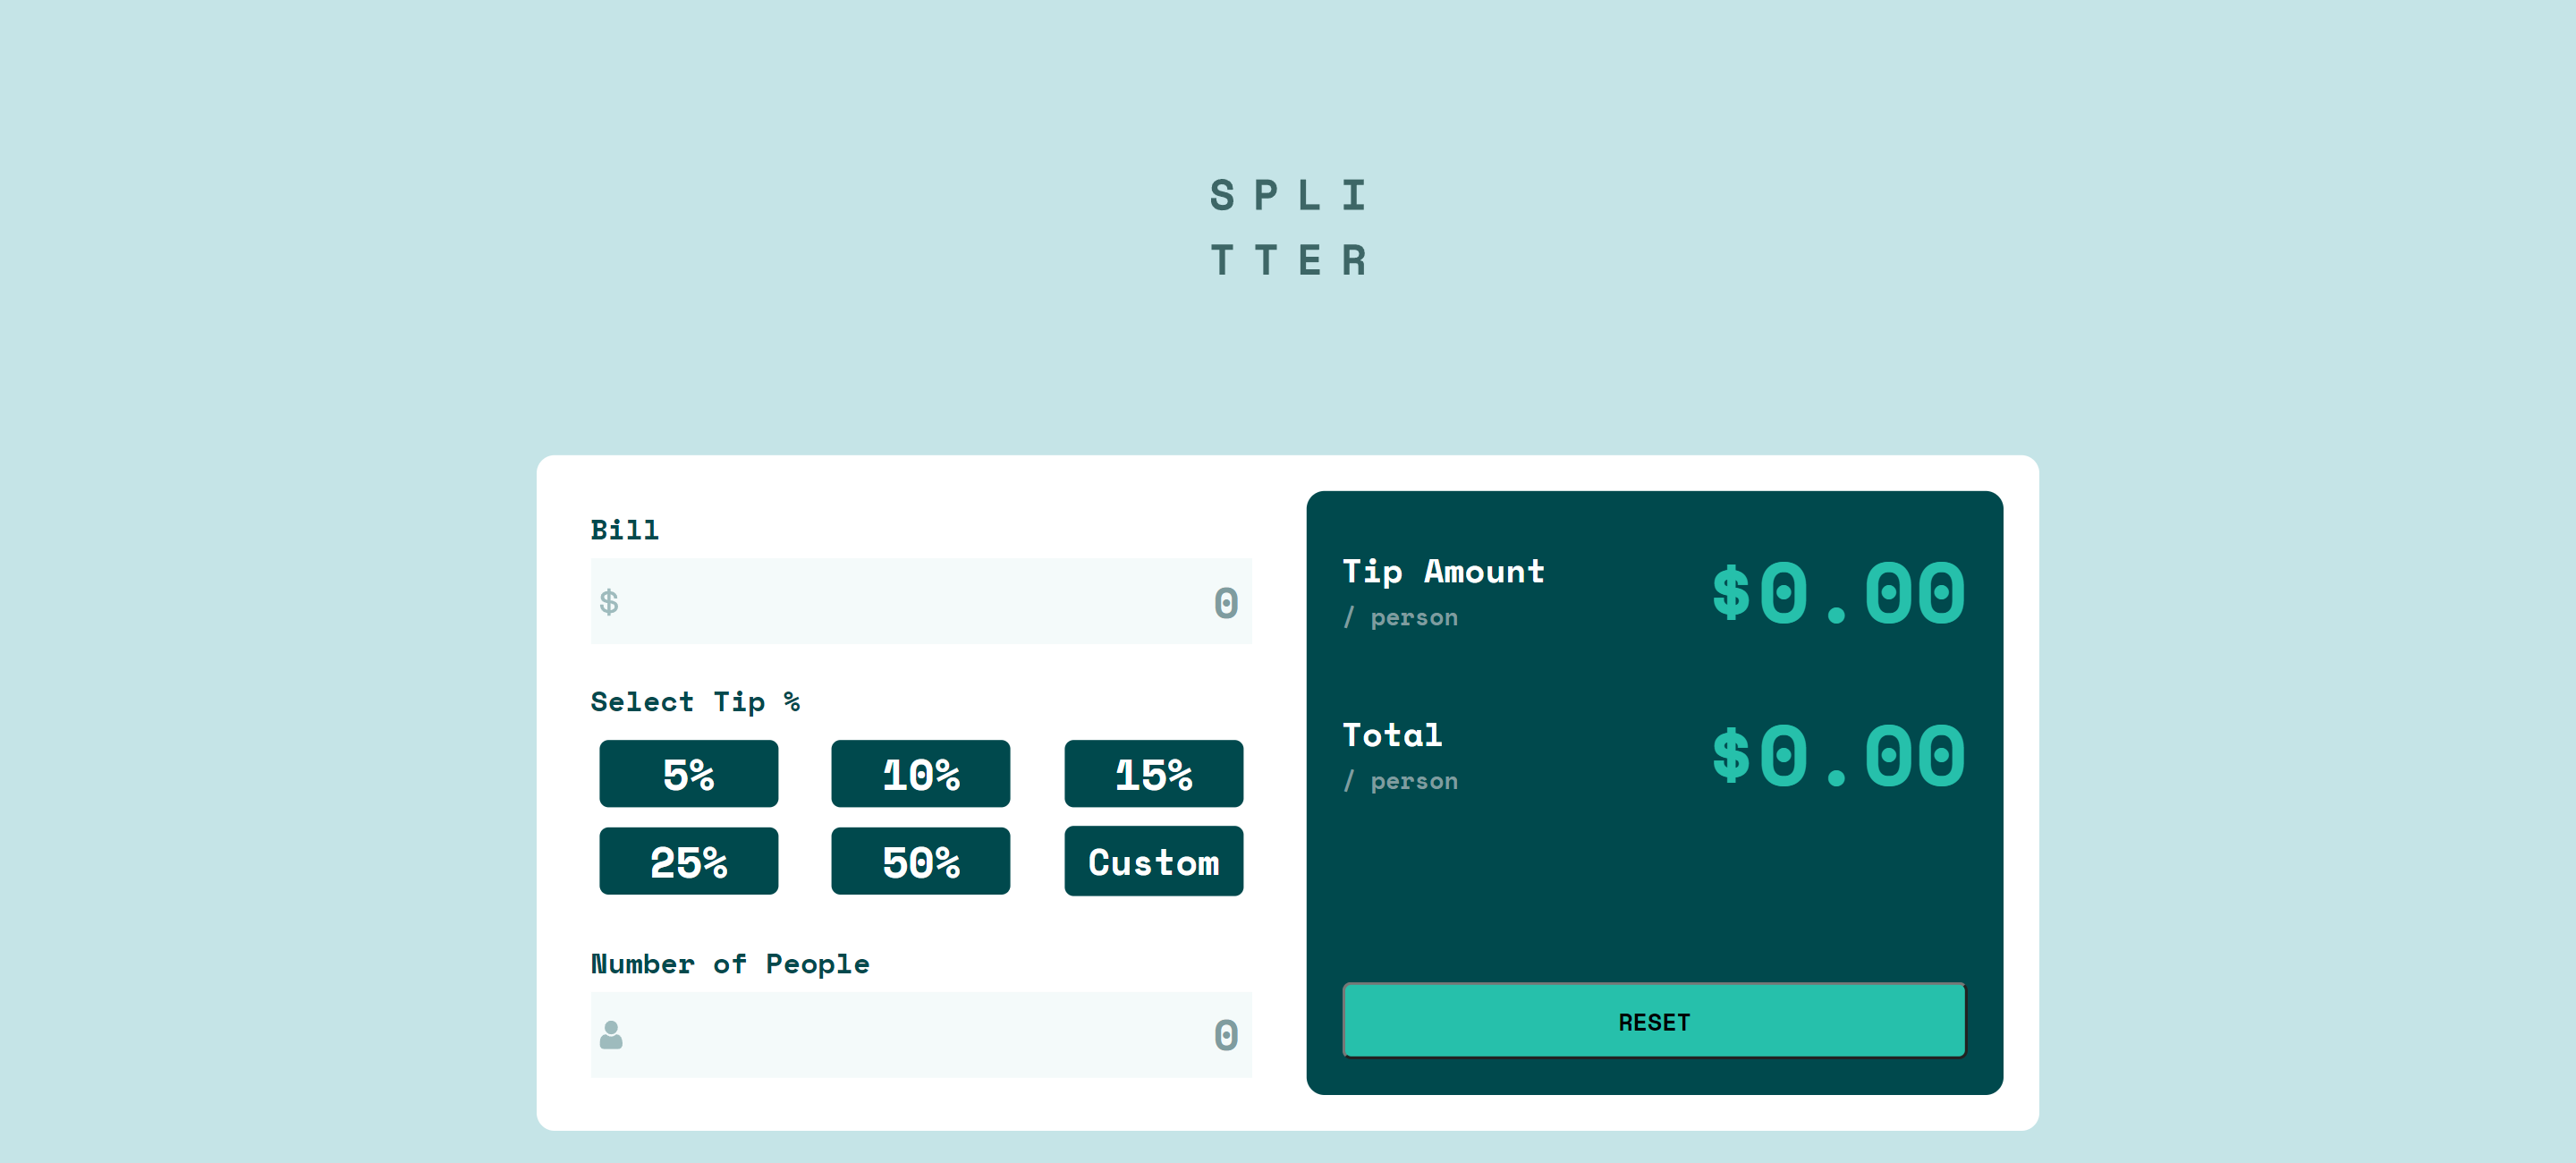 SPLI
TTER
Bill
$ 0
Select Tip %
5% 10% 15%
25% 50% Custom
Number of People
0
Tip Amount
/ person
$0.00
Total
/ person
$0.00
RESET